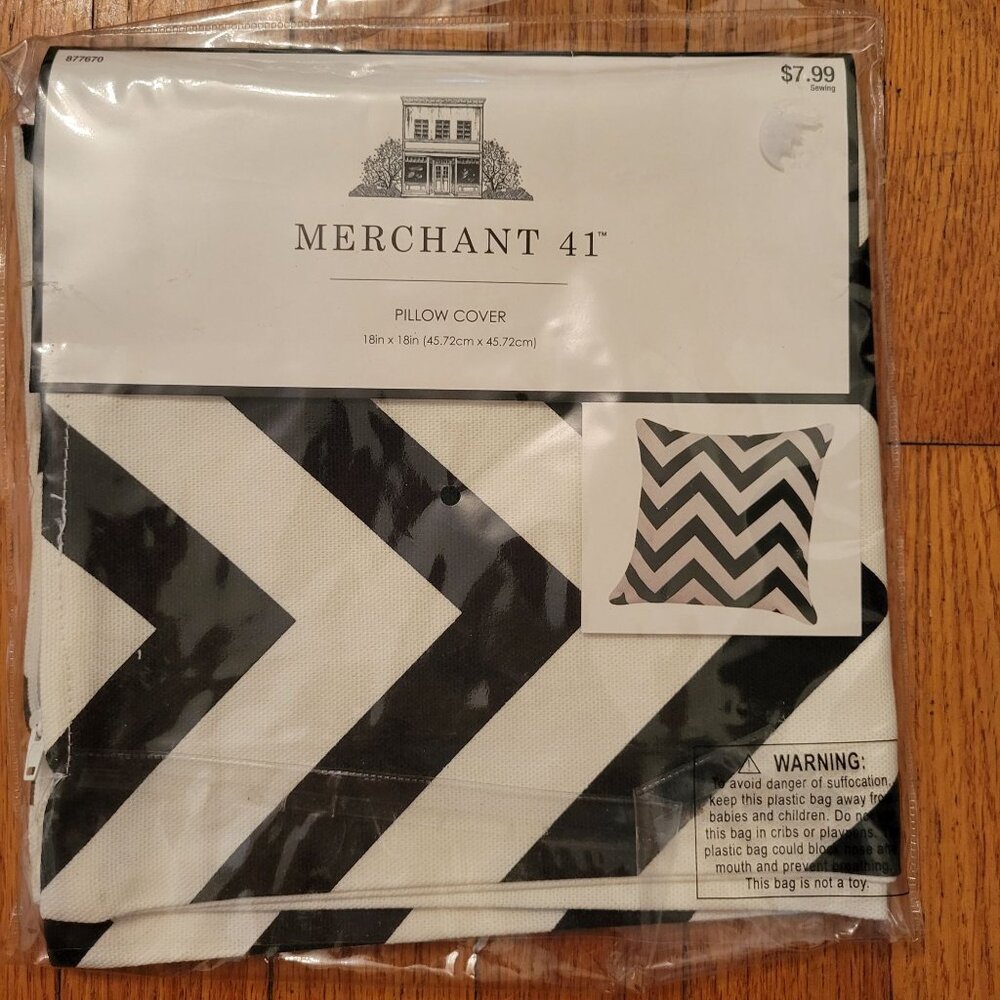 877670
$7.99
Sewing
MERCHANT 41™
PILLOW COVER
18in x 18in (45.72cm x 45.72cm)
⚠ WARNING:
To avoid danger of suffocation,
keep this plastic bag away from
babies and children. Do not
this bag in cribs or playpens.
plastic bag could block nose and
mouth and prevent breathing.
This bag is not a toy.